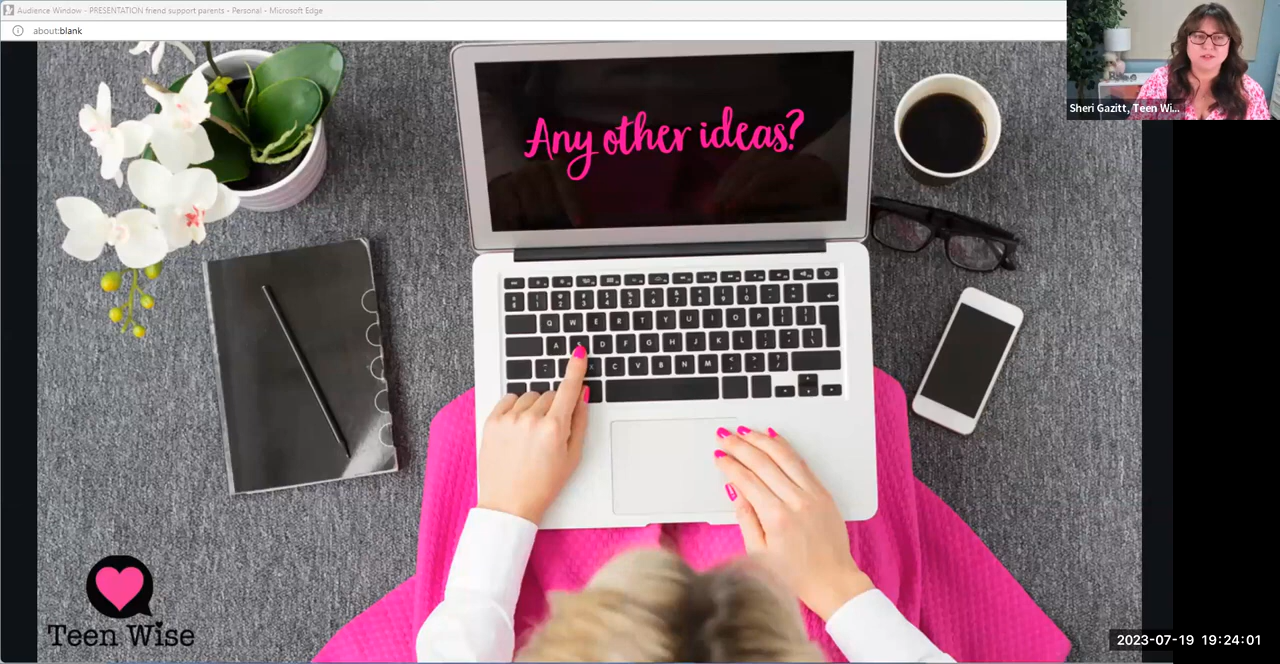 Audience Window - PRESENTATION friend support parents - Personal - Microsoft Edge
about:blank
Sheri Gazitt, Teen Wi...
Any other ideas?
Q W E R T Y U I O P
A S D F G H J K L
X C V B N M
Teen Wise
2023-07-19 19:24:01